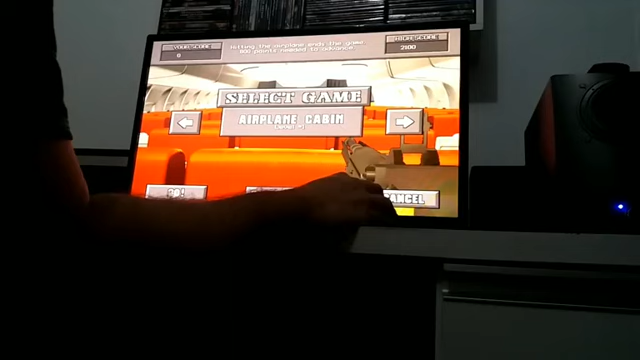 YOUR SCORE
0
Hitting the airplane ends the game.
800 points needed to advance.
HIGH SCORE
2100
SELECT GAME
AIRPLANE CABIN
GO!
CANCEL